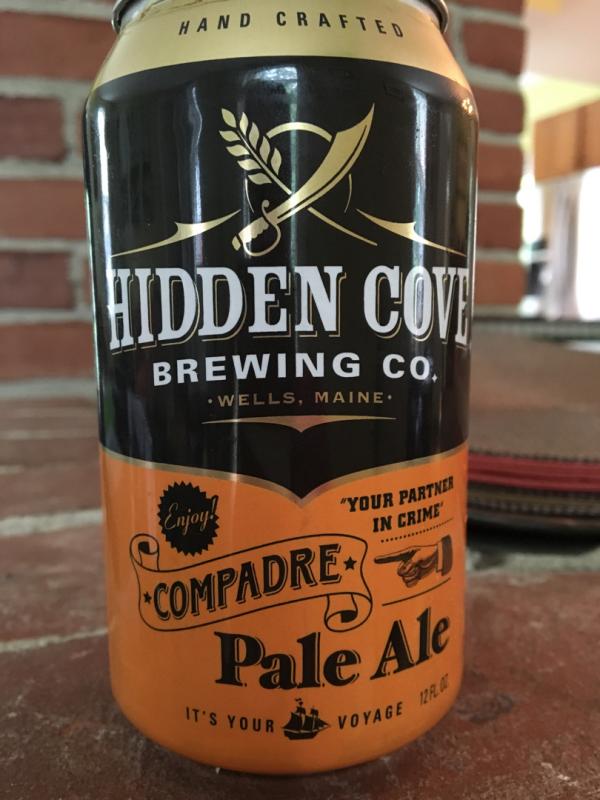 HAND CRAFTED
HIDDEN COVE
BREWING CO.
·WELLS, MAINE·
Enjoy!
"YOUR PARTNER
IN CRIME"
COMPADRE
Pale Ale
12 FL. OZ.
IT'S YOUR VOYAGE